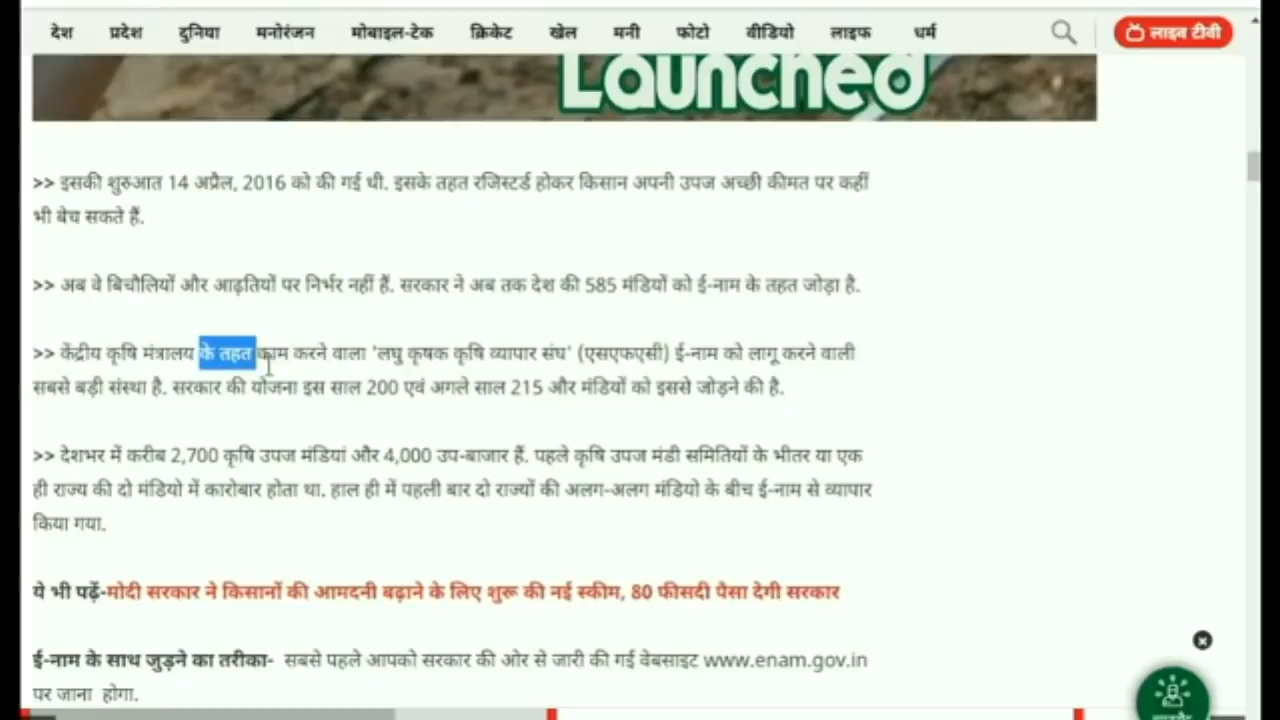 देश प्रदेश दुनिया मनोरंजन मोबाइल-टेक क्रिकेट खेल मनी फोटो वीडियो लाइफ धर्म लाइव टीवी
Launched
>> इसकी शुरुआत 14 अप्रैल, 2016 को की गई थी. इसके तहत रजिस्टर्ड होकर किसान अपनी उपज अच्छी कीमत पर कहीं
भी बेच सकते हैं.
>> अब वे बिचौलियों और आढ़तियों पर निर्भर नहीं हैं. सरकार ने अब तक देश की 585 मंडियों को ई-नाम के तहत जोड़ा है.
>> केंद्रीय कृषि मंत्रालय के तहत काम करने वाला 'लघु कृषक कृषि व्यापार संघ' (एसएफएसी) ई-नाम को लागू करने वाली
सबसे बड़ी संस्था है. सरकार की योजना इस साल 200 एवं अगले साल 215 और मंडियों को इससे जोड़ने की है.
>> देशभर में करीब 2,700 कृषि उपज मंडियां और 4,000 उप-बाजार हैं. पहले कृषि उपज मंडी समितियों के भीतर या एक
ही राज्य की दो मंडियो में कारोबार होता था. हाल ही में पहली बार दो राज्यों की अलग-अलग मंडियो के बीच ई-नाम से व्यापार
किया गया.
ये भी पढ़ें-मोदी सरकार ने किसानों की आमदनी बढ़ाने के लिए शुरू की नई स्कीम, 80 फीसदी पैसा देगी सरकार
ई-नाम के साथ जुड़ने का तरीका- सबसे पहले आपको सरकार की ओर से जारी की गई वेबसाइट www.enam.gov.in
पर जाना होगा.